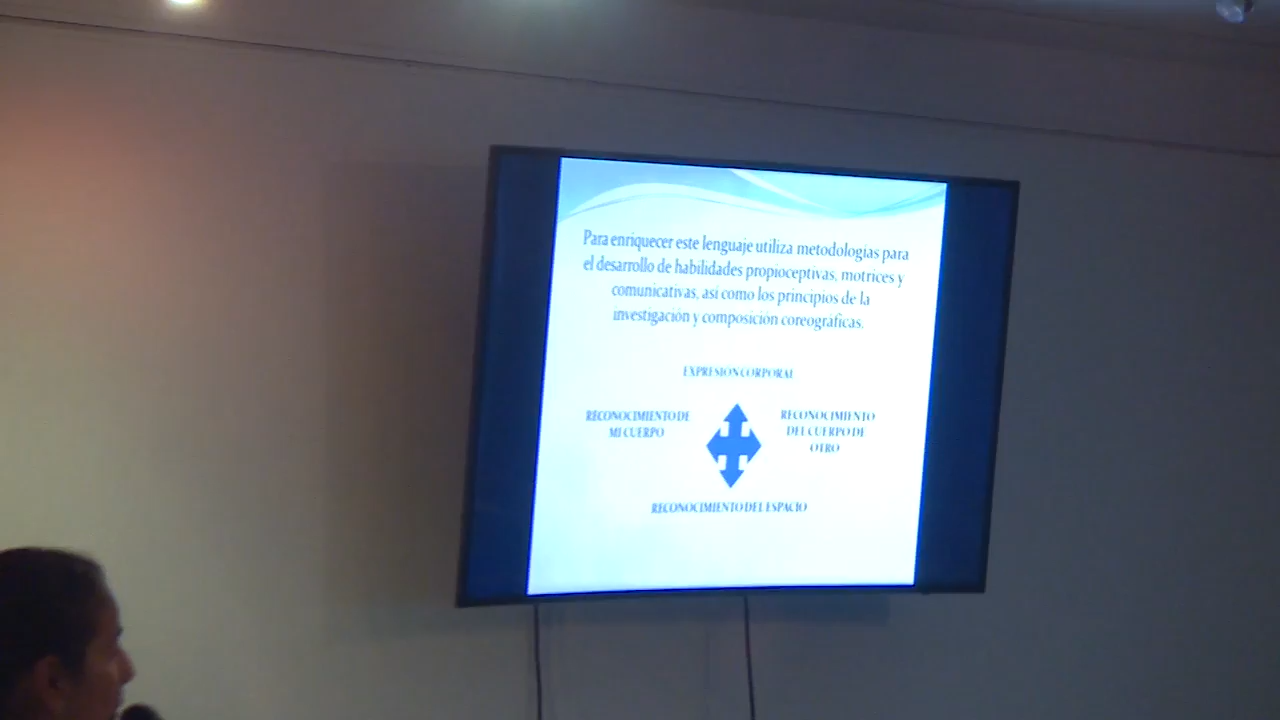 Para enriquecer este lenguaje utiliza metodologías para
el desarrollo de habilidades propioceptivas, motrices y
comunicativas, así como los principios de la
investigación y composición coreográficas.
EXPRESIÓN CORPORAL
RECONOCIMIENTO DE
MI CUERPO
RECONOCIMIENTO
DEL CUERPO DE
OTRO
RECONOCIMIENTO DEL ESPACIO